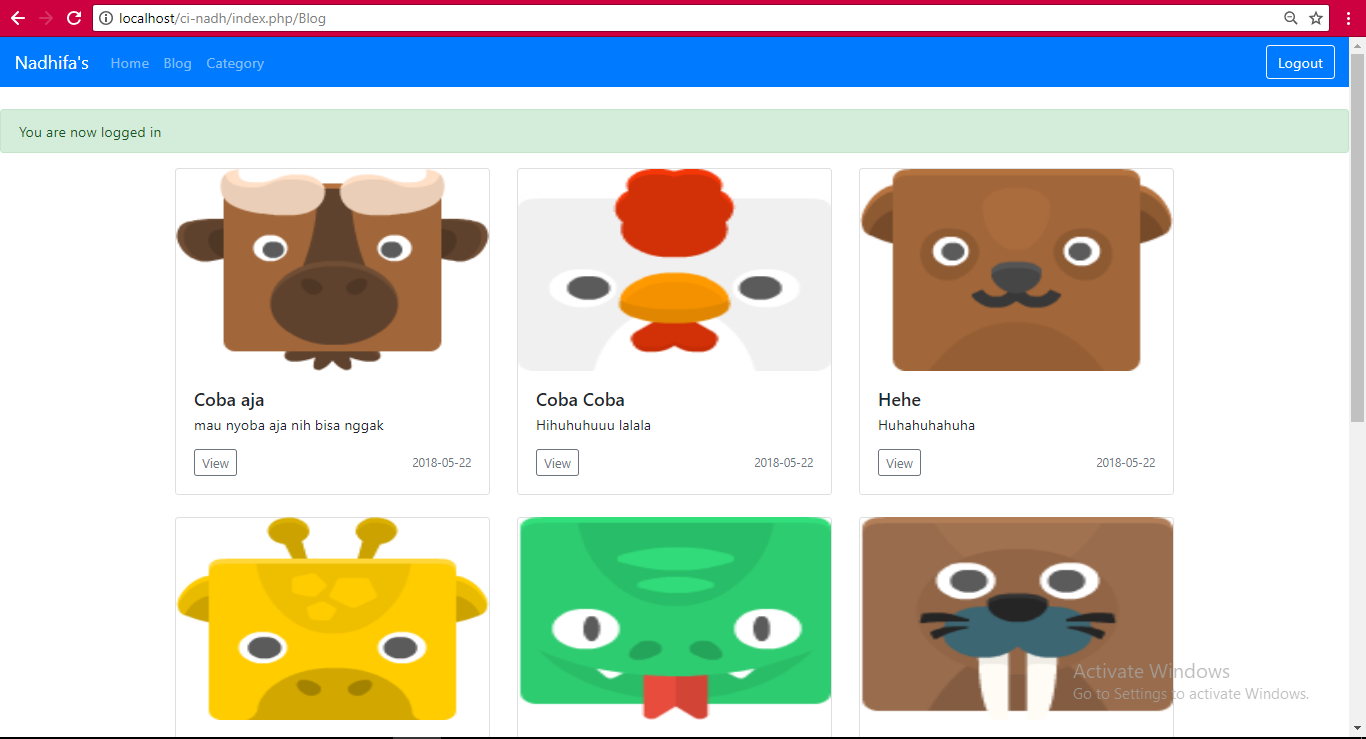 localhost/ci-nadh/index.php/Blog
Nadhifa's Home Blog Category Logout
You are now logged in
Coba aja
mau nyoba aja nih bisa nggak
View 2018-05-22
Coba Coba
Hihuhuhuuu lalala
View 2018-05-22
Hehe
Huhahuhahuha
View 2018-05-22
Activate Windows
Go to Settings to activate Windows.